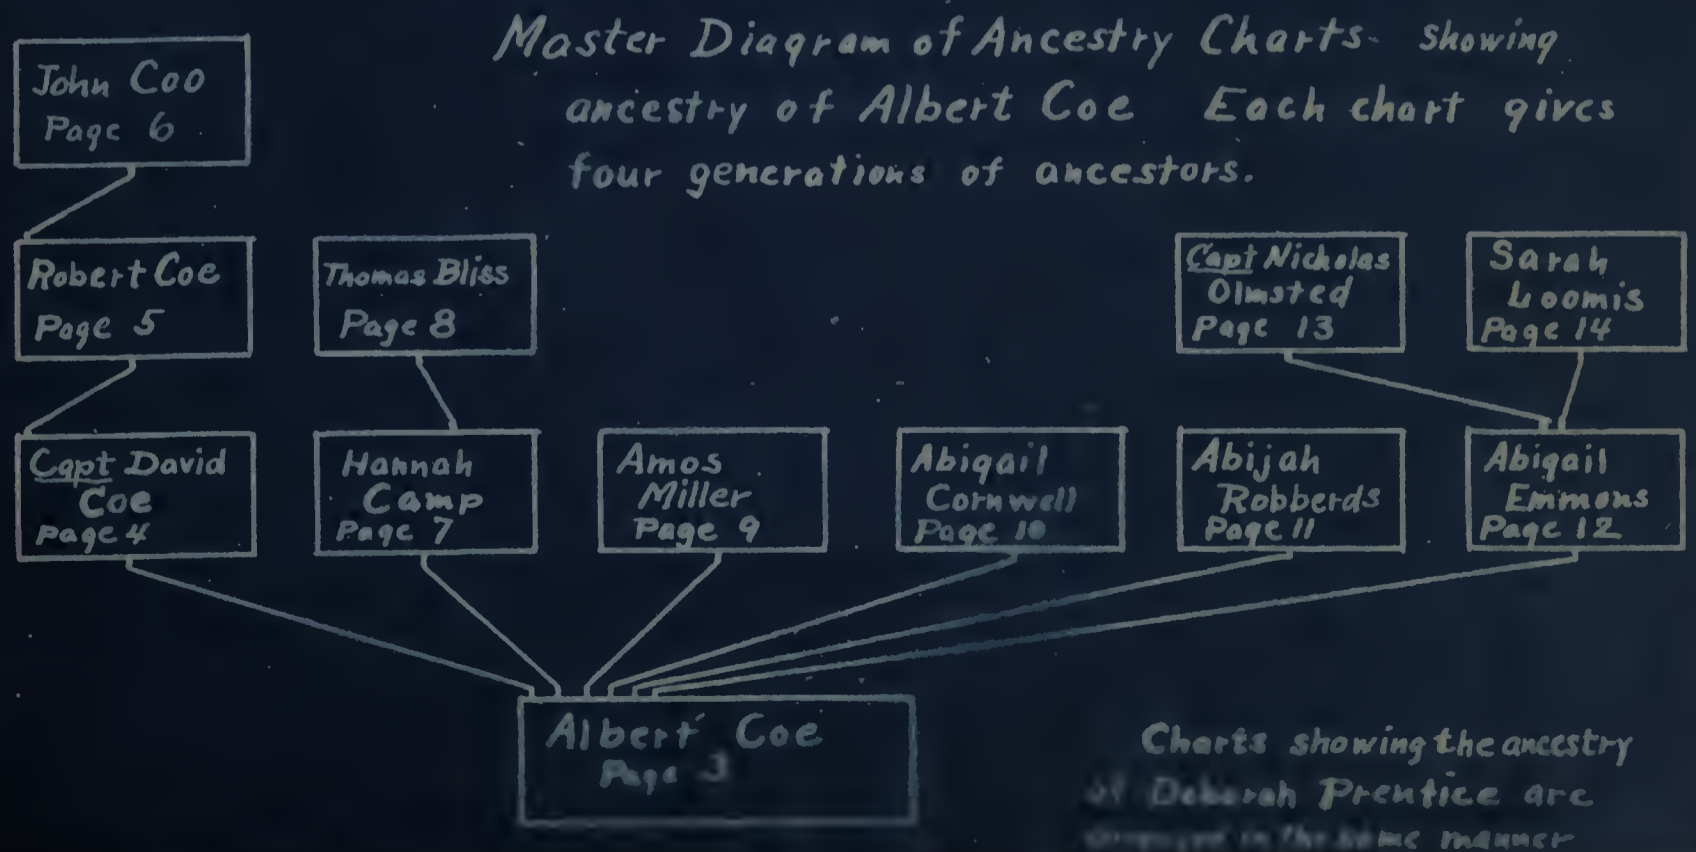 Master Diagram of Ancestry Charts- showing
ancestry of Albert Coe Each chart gives
four generations of ancestors.
John Coo
Page 6
Robert Coe
Page 5
Thomas Bliss
Page 8
Capt Nicholas
Olmsted
Page 13
Sarah
Loomis
Page 14
Capt David
Coe
Page 4
Hannah
Camp
Page 7
Amos
Miller
Page 9
Abigail
Cornwell
Page 10
Abijah
Robberds
Page 11
Abigail
Emmons
Page 12
Albert Coe
Page 3
Charts showing the ancestry
of Deborah Prentice are
in the same manner